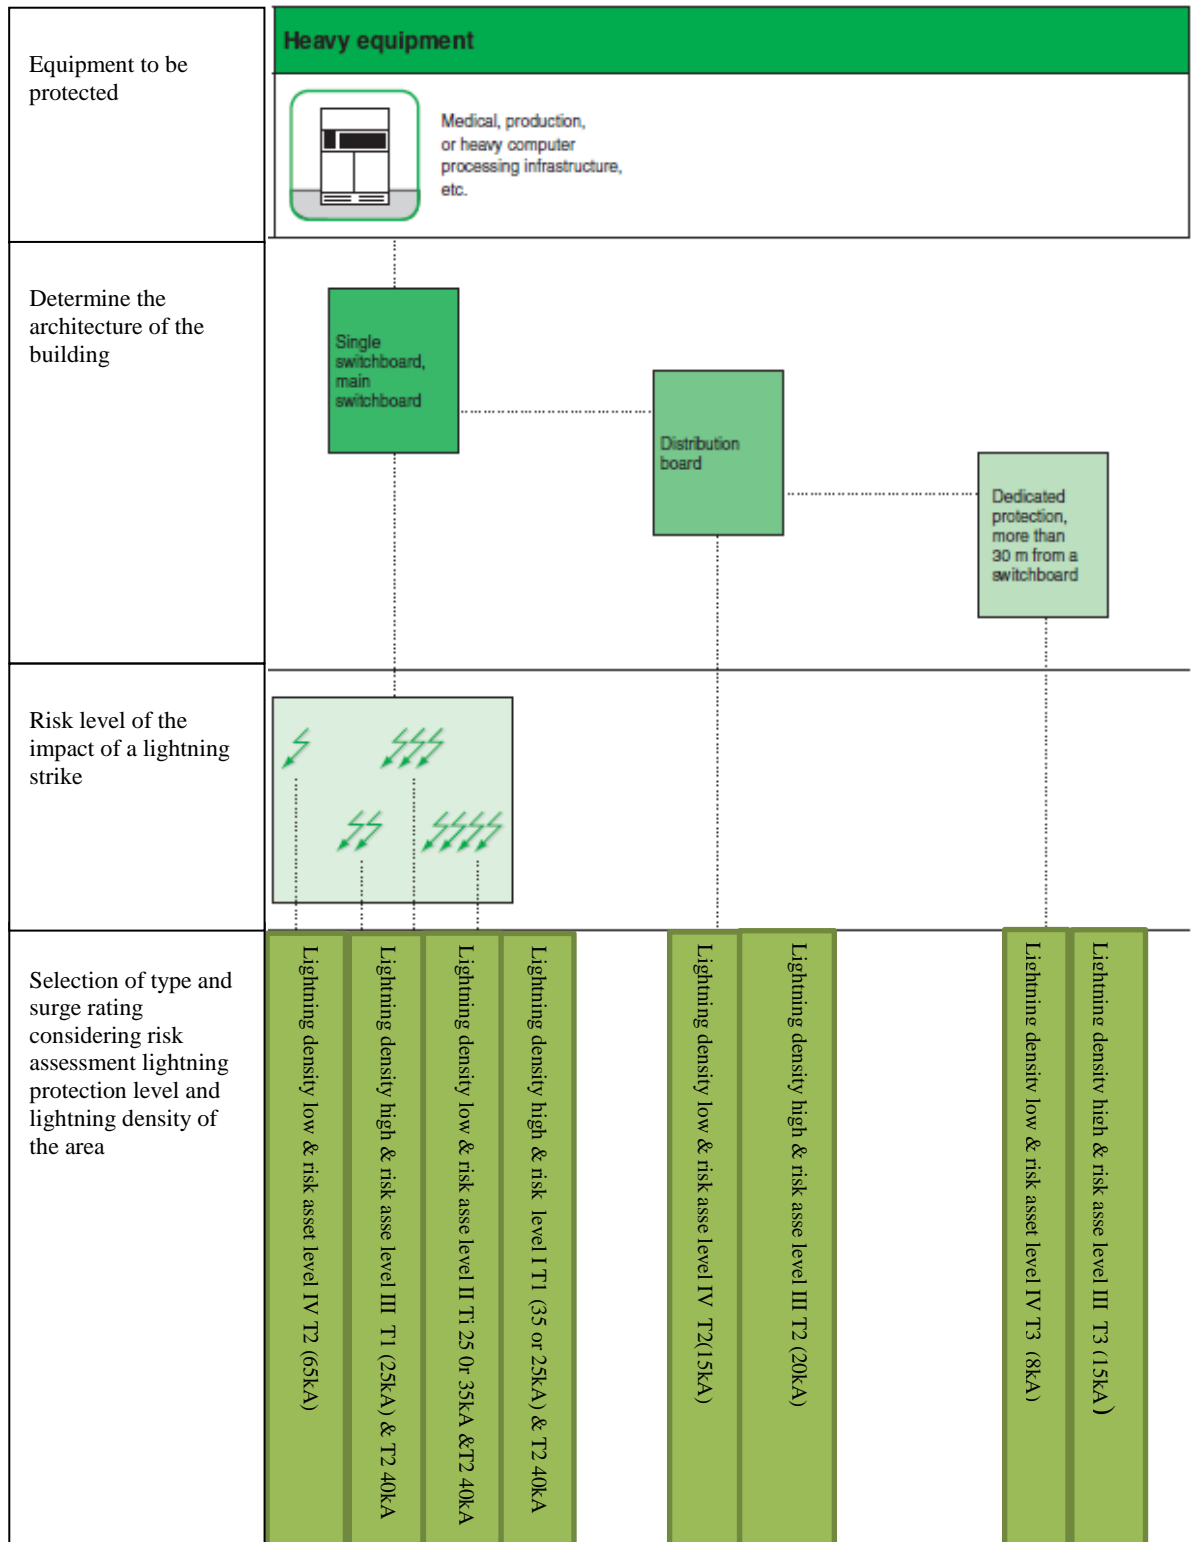 Equipment to be
protected
Heavy equipment
Medical, production,
or heavy computer
processing infrastructure,
etc.
Determine the
architecture of the
building
Single
switchboard,
main
switchboard
Distribution
board
Dedicated
protection,
more than
30 m from a
switchboard
Risk level of the
impact of a lightning
strike
Selection of type and
surge rating
considering risk
assessment lightning
protection level and
lightning density of
the area
Lightning density low & risk asset level IV T2 (65kA)
Lightning density high & risk asse level III T1 (25kA) & T2 40kA
Lightning density low & risk asse level II Ti 25 0r 35kA &T2 40kA
Lightning density high & risk level I T1 (35 or 25kA) & T2 40kA
Lightning density low & risk asse level IV T2(15kA)
Lightning density high & risk asse level III T2 (20kA)
Lightning density low & risk asset level IV T3 (8kA)
Lightning density high & risk asse level III T3 (15kA)